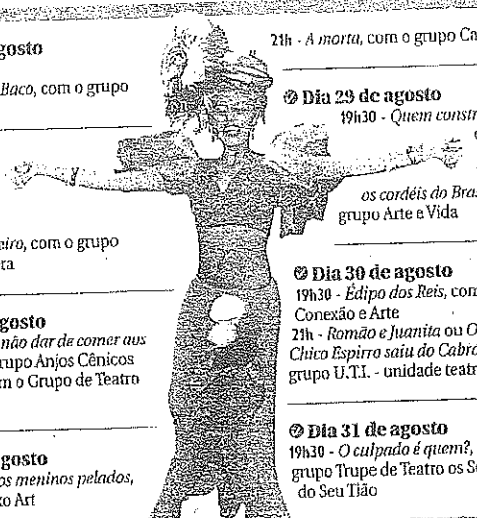 gosto
Baco, com o grupo
eiro, com o grupo
ra
gosto
não dar de comer aos
rupo Anjos Cênicos
m o Grupo de Teatro
gosto
os meninos pelados,
o Art
21h - A morta, com o grupo Ca
Dia 29 de agosto
19h30 - Quem constr
os cordéis do Bras
grupo Arte e Vida
Dia 30 de agosto
19h30 - Édipo dos Reis, com
Conexão e Arte
21h - Romão e Juanita ou O
Chico Espirro saiu do Cabro
grupo U.T.I. - unidade teatr
Dia 31 de agosto
19h30 - O culpado é quem?,
grupo Trupe de Teatro os S
do Seu Tião